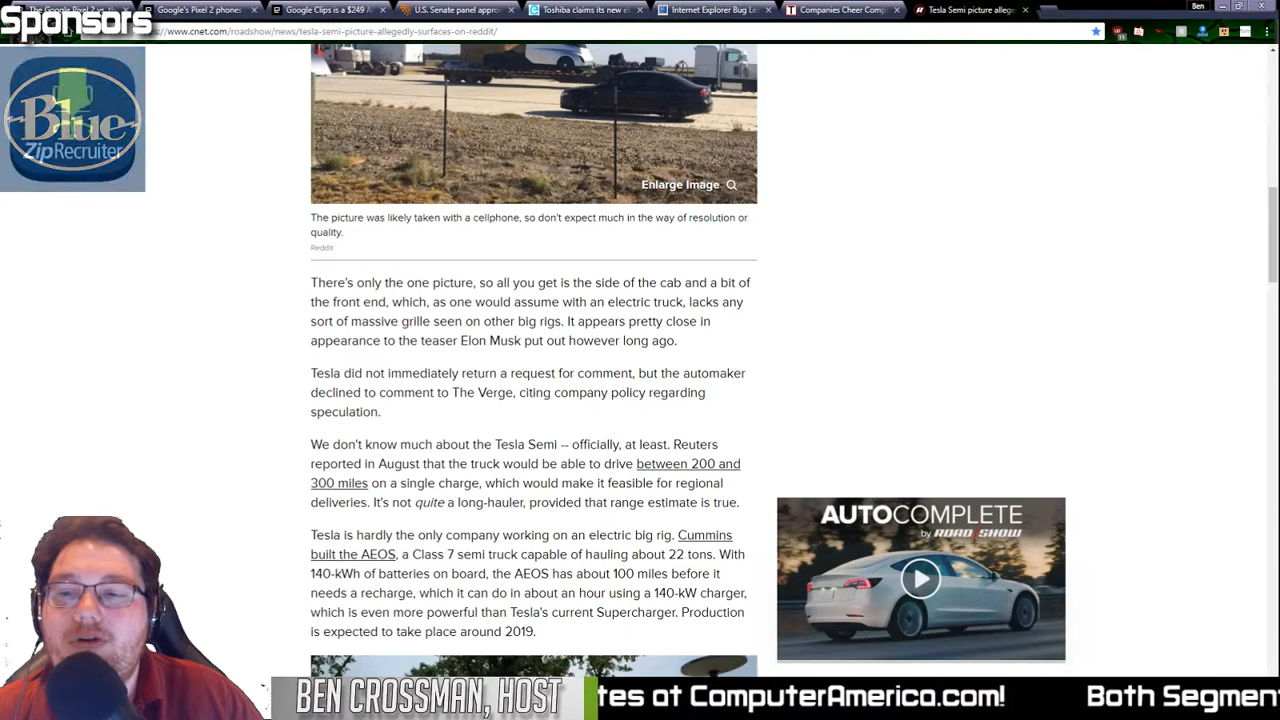 Sponsors
The Google Pixel 2 vs. th
Google's Pixel 2 phones
Google Clips is a $249 A
U.S. Senate panel approv
Toshiba claims its new el
Internet Explorer Bug Lea
Companies Cheer Comp
Tesla Semi picture allege
Ben
www.cnet.com/roadshow/news/tesla-semi-picture-allegedly-surfaces-on-reddit/
Blue
ZipRecruiter
Enlarge Image
The picture was likely taken with a cellphone, so don't expect much in the way of resolution or
quality.
Reddit
There's only the one picture, so all you get is the side of the cab and a bit of
the front end, which, as one would assume with an electric truck, lacks any
sort of massive grille seen on other big rigs. It appears pretty close in
appearance to the teaser Elon Musk put out however long ago.
Tesla did not immediately return a request for comment, but the automaker
declined to comment to The Verge, citing company policy regarding
speculation.
We don't know much about the Tesla Semi -- officially, at least. Reuters
reported in August that the truck would be able to drive between 200 and
300 miles on a single charge, which would make it feasible for regional
deliveries. It's not quite a long-hauler, provided that range estimate is true.
Tesla is hardly the only company working on an electric big rig. Cummins
built the AEOS, a Class 7 semi truck capable of hauling about 22 tons. With
140-kWh of batteries on board, the AEOS has about 100 miles before it
needs a recharge, which it can do in about an hour using a 140-kW charger,
which is even more powerful than Tesla's current Supercharger. Production
is expected to take place around 2019.
AUTOCOMPLETE
by ROADSHOW
BEN CROSSMAN, HOST
tes at ComputerAmerica.com!
Both Segment